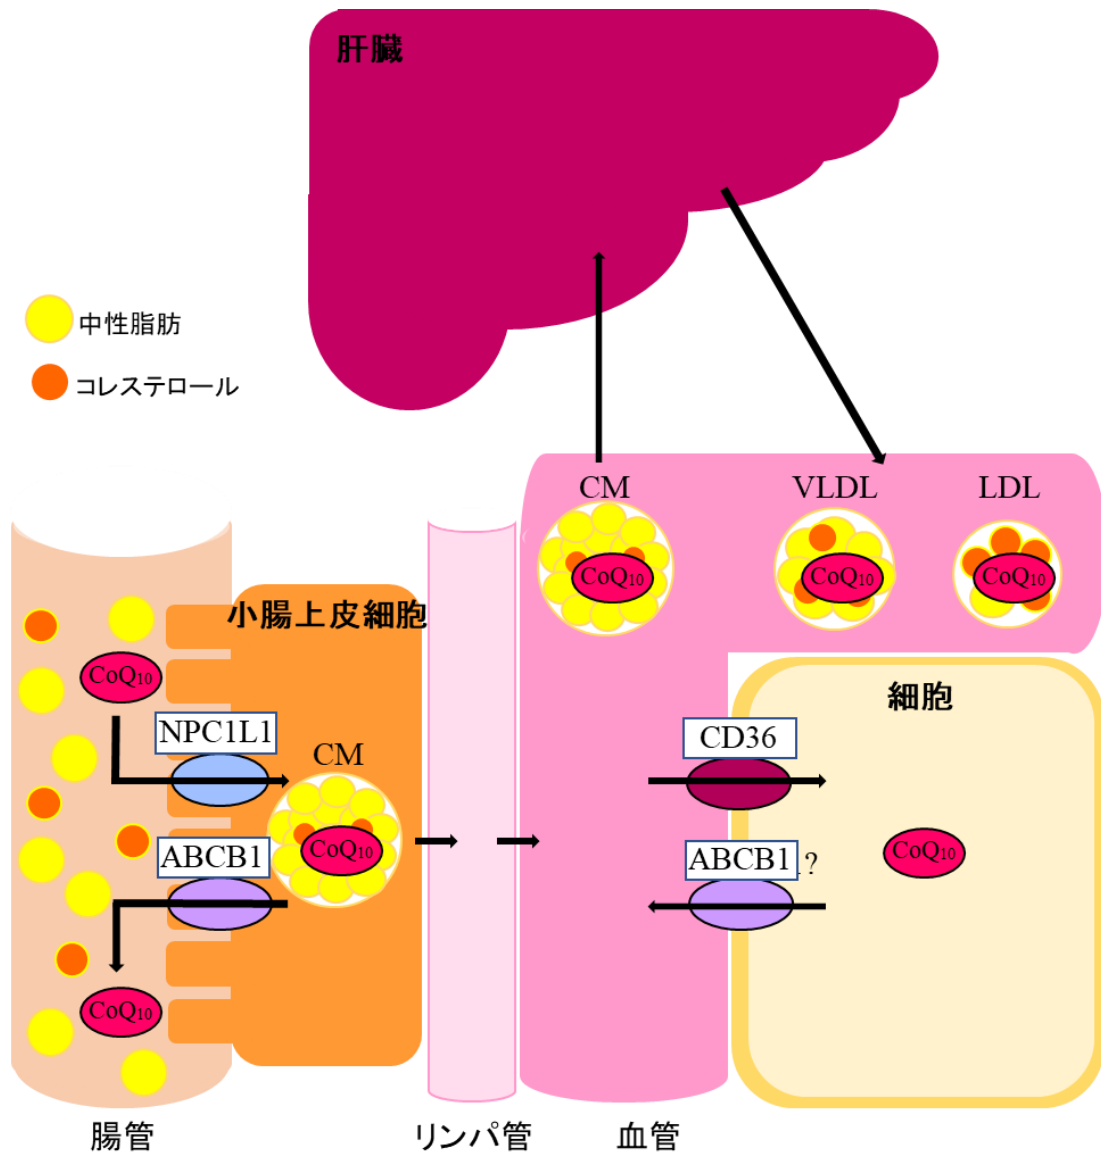 肝臓
中性脂肪
コレステロール
CM
VLDL
LDL
CoQ10
CoQ10
CoQ10
小腸上皮細胞
CoQ10
細胞
NPC1L1
CM
CD36
CoQ10
ABCB1
ABCB1.?
CoQ10
CoQ10
腸管
リンパ管
血管